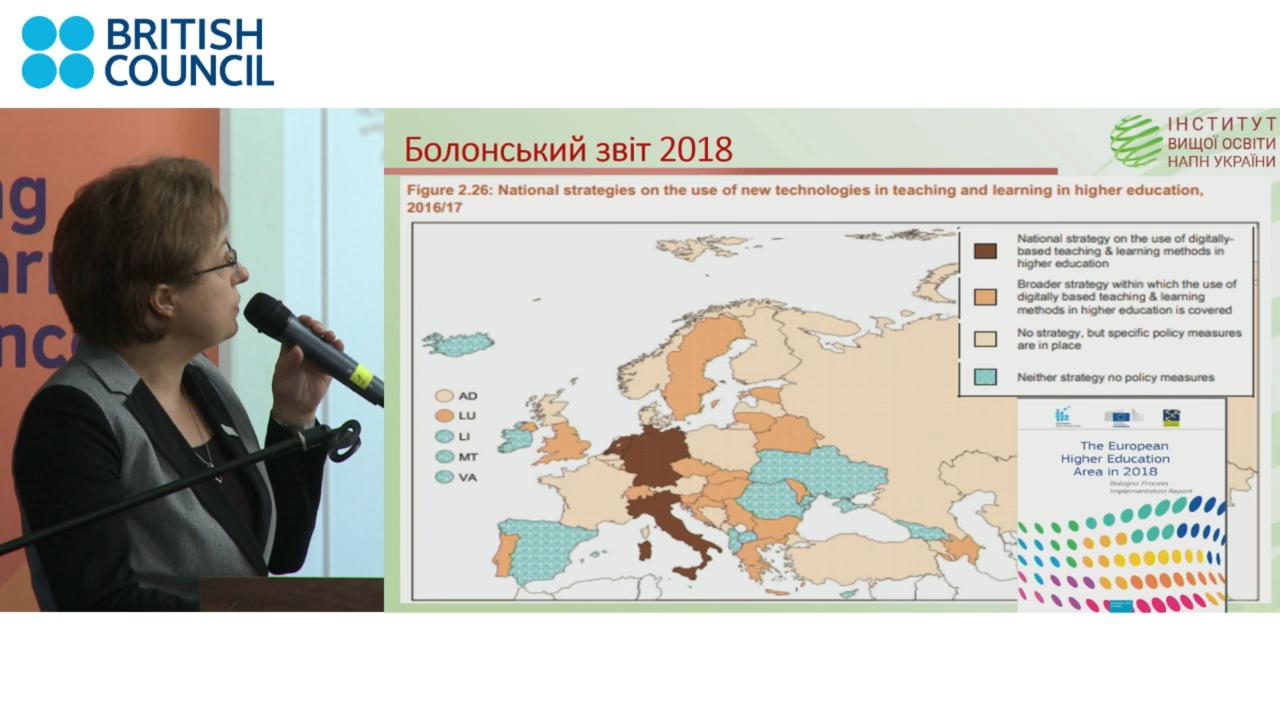 BRITISH
COUNCIL
Болонський звіт 2018
ІНСТИТУТ
ВИЩОЇ ОСВІТИ
НАПН УКРАЇНИ
Figure 2.26: National strategies on the use of new technologies in teaching and learning in higher education,
2016/17
National strategy on the use of digitally-
based teaching & learning methods in
higher education
Broader strategy within which the use of
digitally based teaching & learning
methods in higher education is covered
No strategy, but specific policy measures
are in place
Neither strategy no policy measures
AD
LU
LI
MT
VA
The European
Higher Education
Area in 2018
Bologna Process
Implementation Report